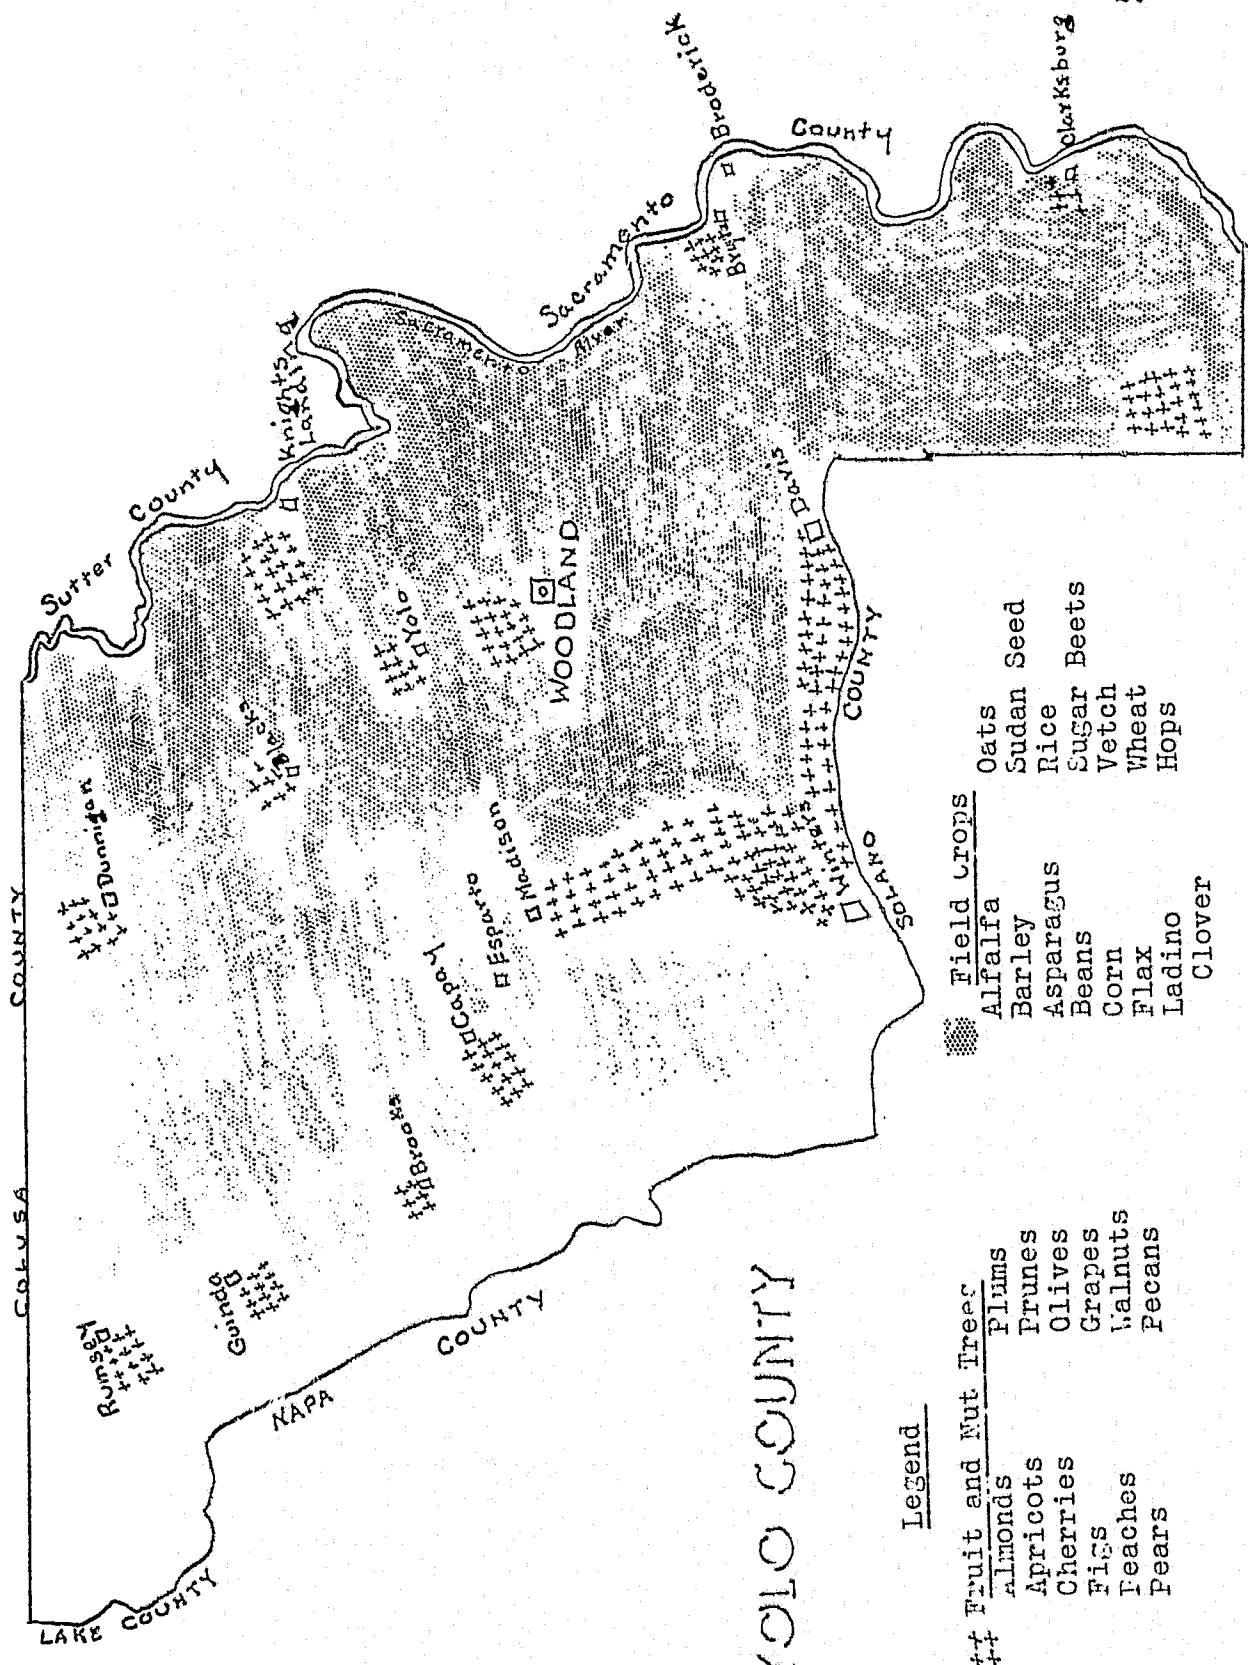 YOLO COUNTY
LAKE COUNTY
COLUSA COUNTY
Sutter County
Sacramento County
NAPA COUNTY
SOLANO COUNTY
Sacramento River
Rumsey
Guinda
Brooks
Capay
Esparto
Madison
Winters
Dunnigan
Blacks
Yolo
WOODLAND
Knights
Landing
Davis
Bryte
Broderick
Clarksburg
Legend
++ Fruit and Nut Trees
++
Almonds
Apricots
Cherries
Figs
Peaches
Pears
Plums
Prunes
Olives
Grapes
Walnuts
Pecans
Field Crops
Alfalfa
Barley
Asparagus
Beans
Corn
Flax
Ladino
Clover
Oats
Sudan Seed
Rice
Sugar Beets
Vetch
Wheat
Hops